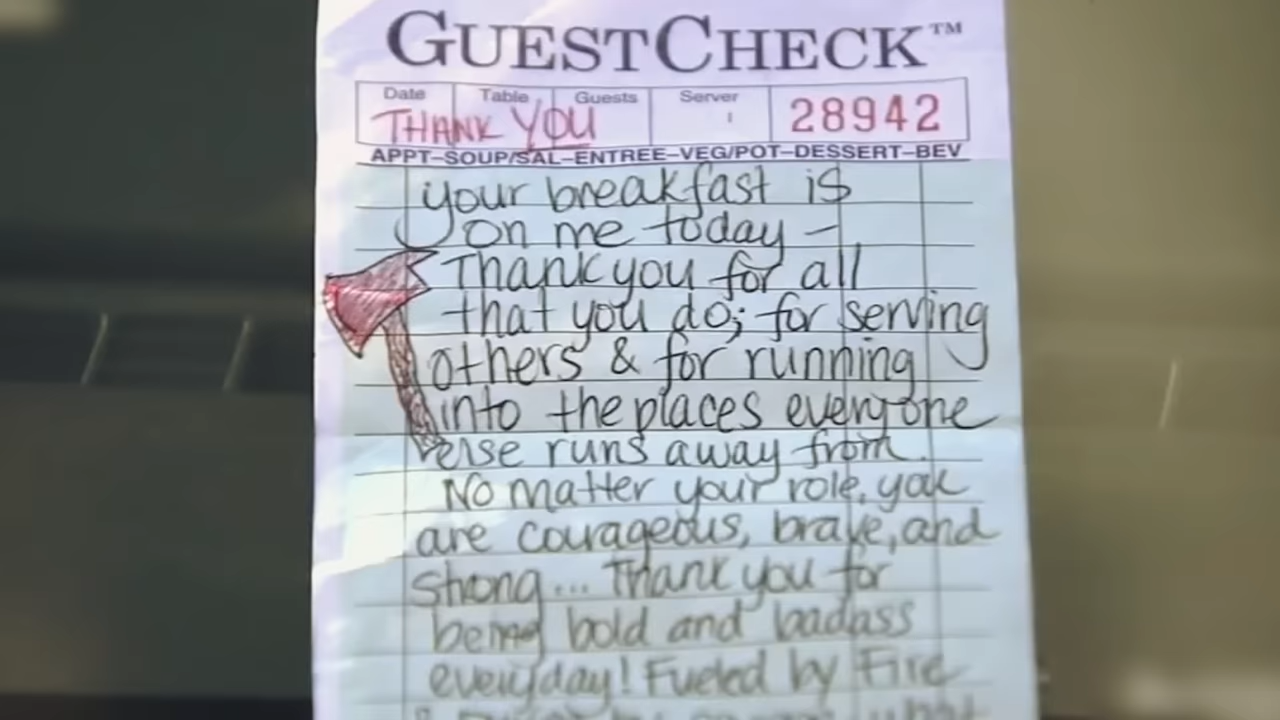 GUESTCHECK™
Date Table Guests Server
THANK YOU 28942
APPT–SOUP/SAL–ENTREE–VEG/POT–DESSERT–BEV
your breakfast is
on me today –
Thank you for all
that you do; for serving
others & for running
into the places everyone
else runs away from.
No matter your role, you
are courageous, brave, and
strong... Thank you for
being bold and badass
everyday! Fueled by Fire